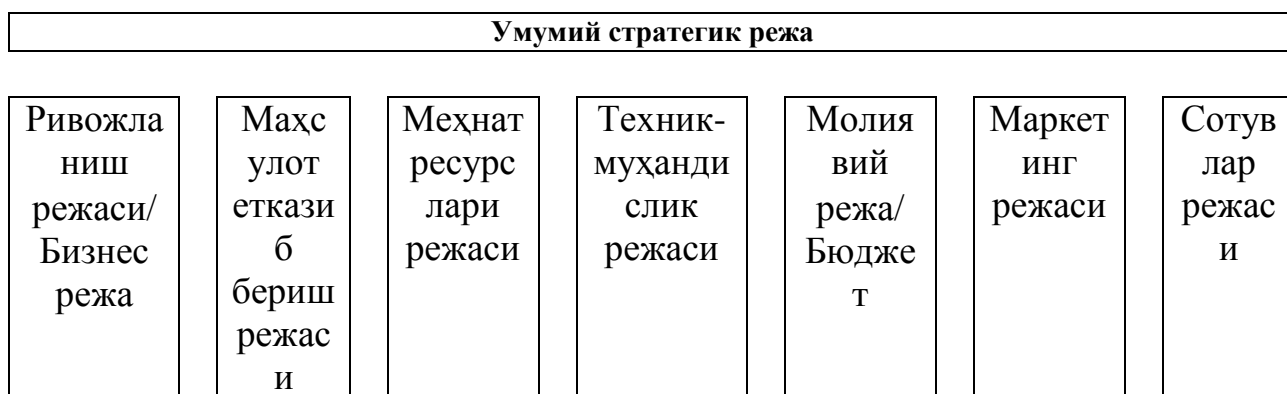 Умумий стратегик режа
Ривожла
ниш
режаси/
Бизнес
режа
Маҳс
улот
еткази
б
бериш
режас
и
Меҳнат
ресурс
лари
режаси
Техник-
муҳанди
слик
режаси
Молия
вий
режа/
Бюдже
т
Маркет
инг
режаси
Сотув
лар
режас
и